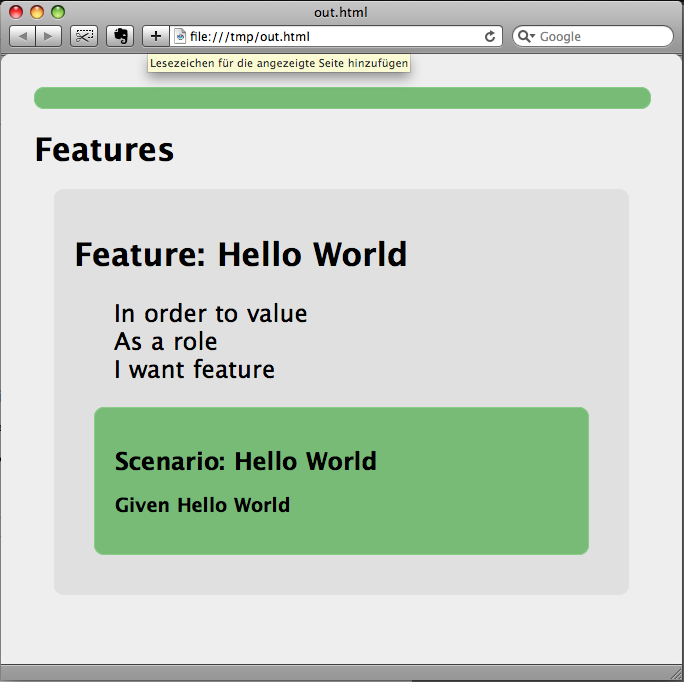 out.html
file:///tmp/out.html
Google
Lesezeichen für die angezeigte Seite hinzufügen
Features
Feature: Hello World
In order to value
As a role
I want feature
Scenario: Hello World
Given Hello World